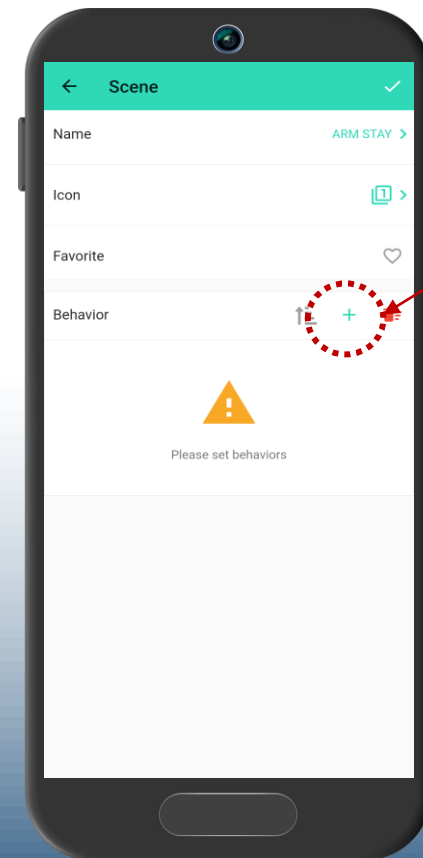 Scene
Name
ARM STAY
Icon
1
Favorite
Behavior
Please set behaviors